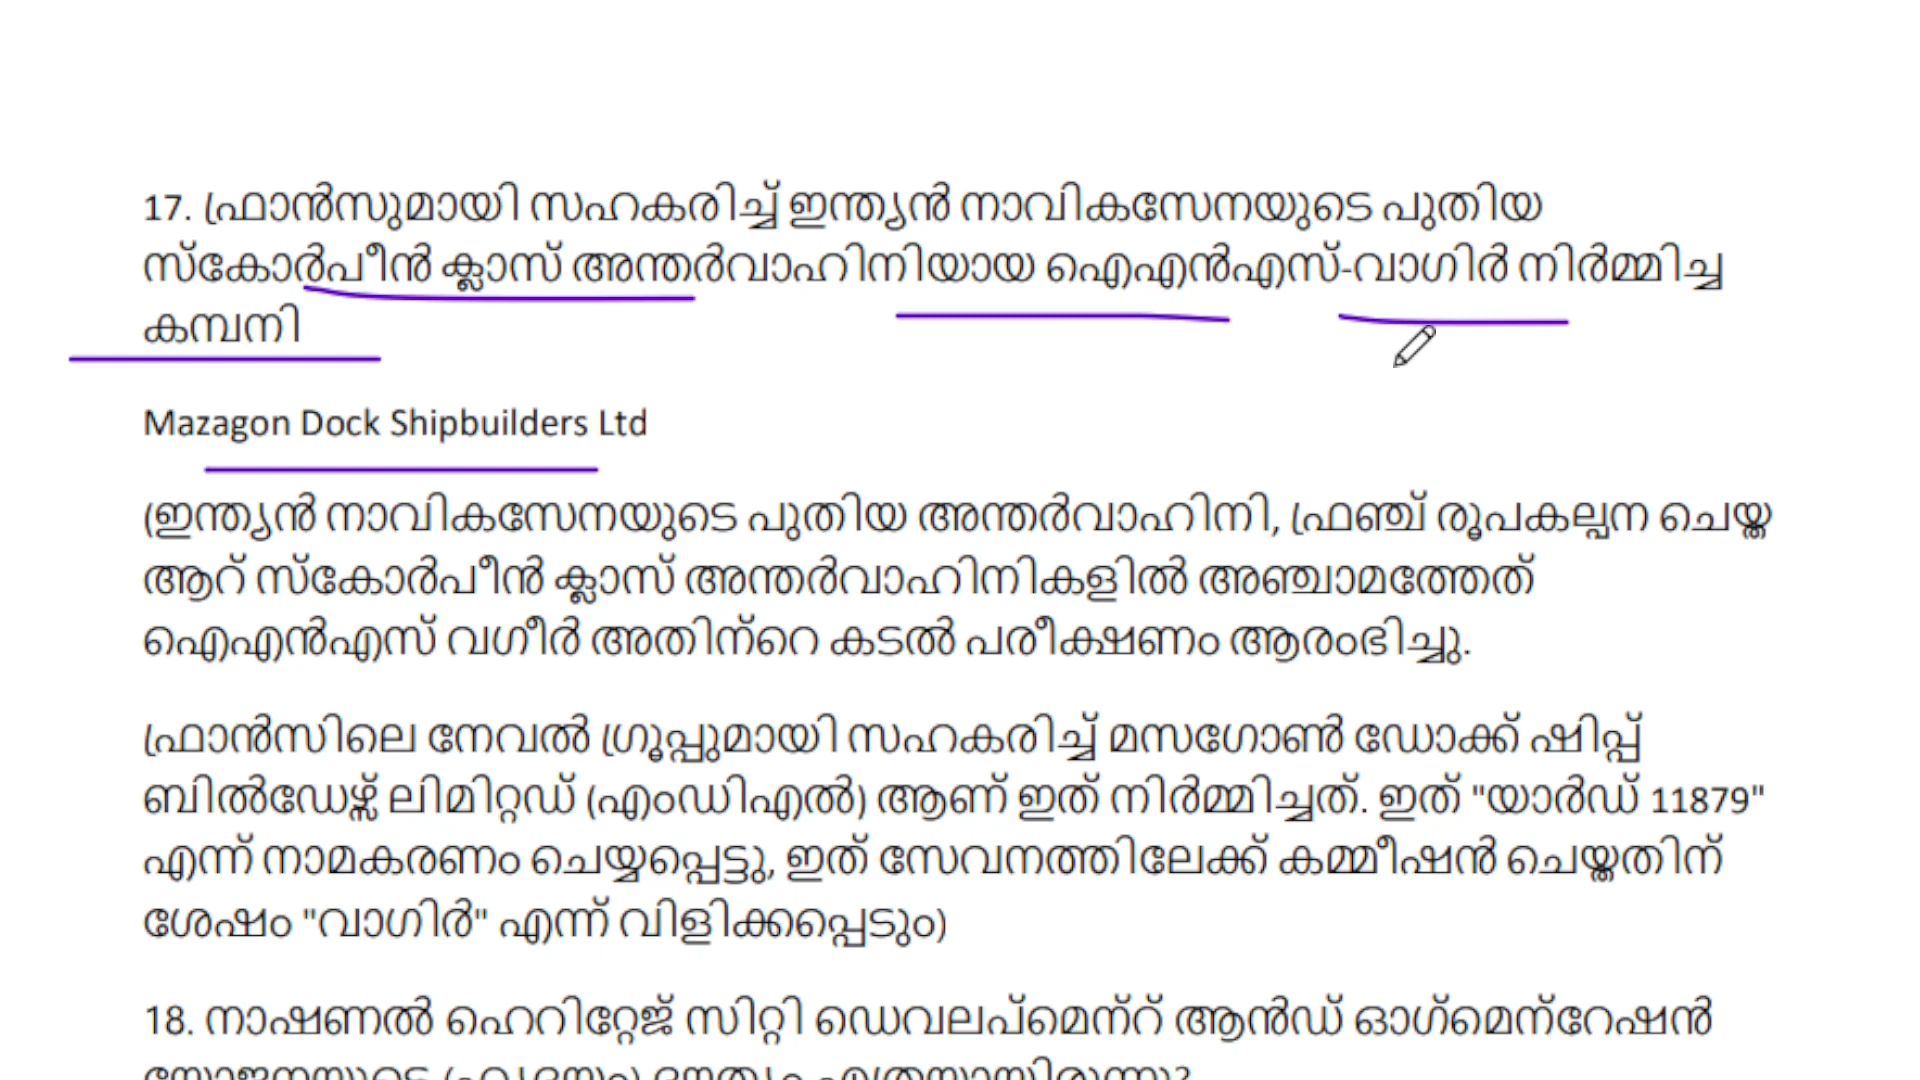 17. ഫ്രാൻസുമായി സഹകരിച്ച് ഇന്ത്യൻ നാവികസേനയുടെ പുതിയ
സ്കോർപീൻ ക്ലാസ് അന്തർവാഹിനിയായ ഐഎൻഎസ്-വാഗിർ നിർമ്മിച്ച
കമ്പനി
Mazagon Dock Shipbuilders Ltd
(ഇന്ത്യൻ നാവികസേനയുടെ പുതിയ അന്തർവാഹിനി, ഫ്രഞ്ച് രൂപകല്പന ചെയ്ത
ആറ് സ്കോർപീൻ ക്ലാസ് അന്തർവാഹിനികളിൽ അഞ്ചാമത്തേത്
ഐഎൻഎസ് വഗീർ അതിന്റെ കടൽ പരീക്ഷണം ആരംഭിച്ചു.
ഫ്രാൻസിലെ നേവൽ ഗ്രൂപ്പുമായി സഹകരിച്ച് മസഗോൺ ഡോക്ക് ഷിപ്പ്
ബിൽഡേഴ്സ് ലിമിറ്റഡ് (എംഡിഎൽ) ആണ് ഇത് നിർമ്മിച്ചത്. ഇത് "യാർഡ് 11879"
എന്ന് നാമകരണം ചെയ്യപ്പെട്ടു, ഇത് സേവനത്തിലേക്ക് കമ്മീഷൻ ചെയ്തതിന്
ശേഷം "വാഗിർ" എന്ന് വിളിക്കപ്പെടും)
18. നാഷണൽ ഹെറിറ്റേജ് സിറ്റി ഡെവലപ്മെന്റ് ആൻഡ് ഓഗ്മെന്റേഷൻ